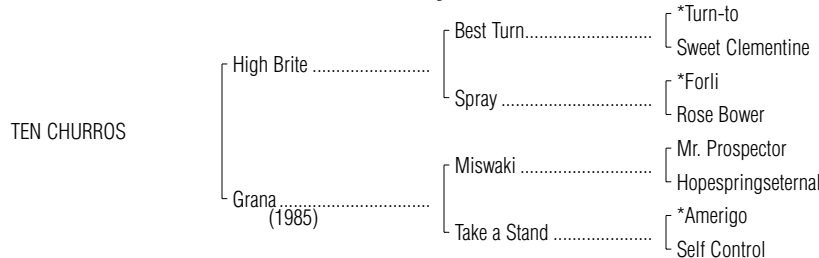 *Turn-to
Best Turn..............................
Sweet Clementine
High Brite ...........................
*Forli
Spray ...................................
Rose Bower
TEN CHURROS
Mr. Prospector
Miswaki ...............................
Hopespringseternal
Grana...................................
(1985)
*Amerigo
Take a Stand .......................
Self Control